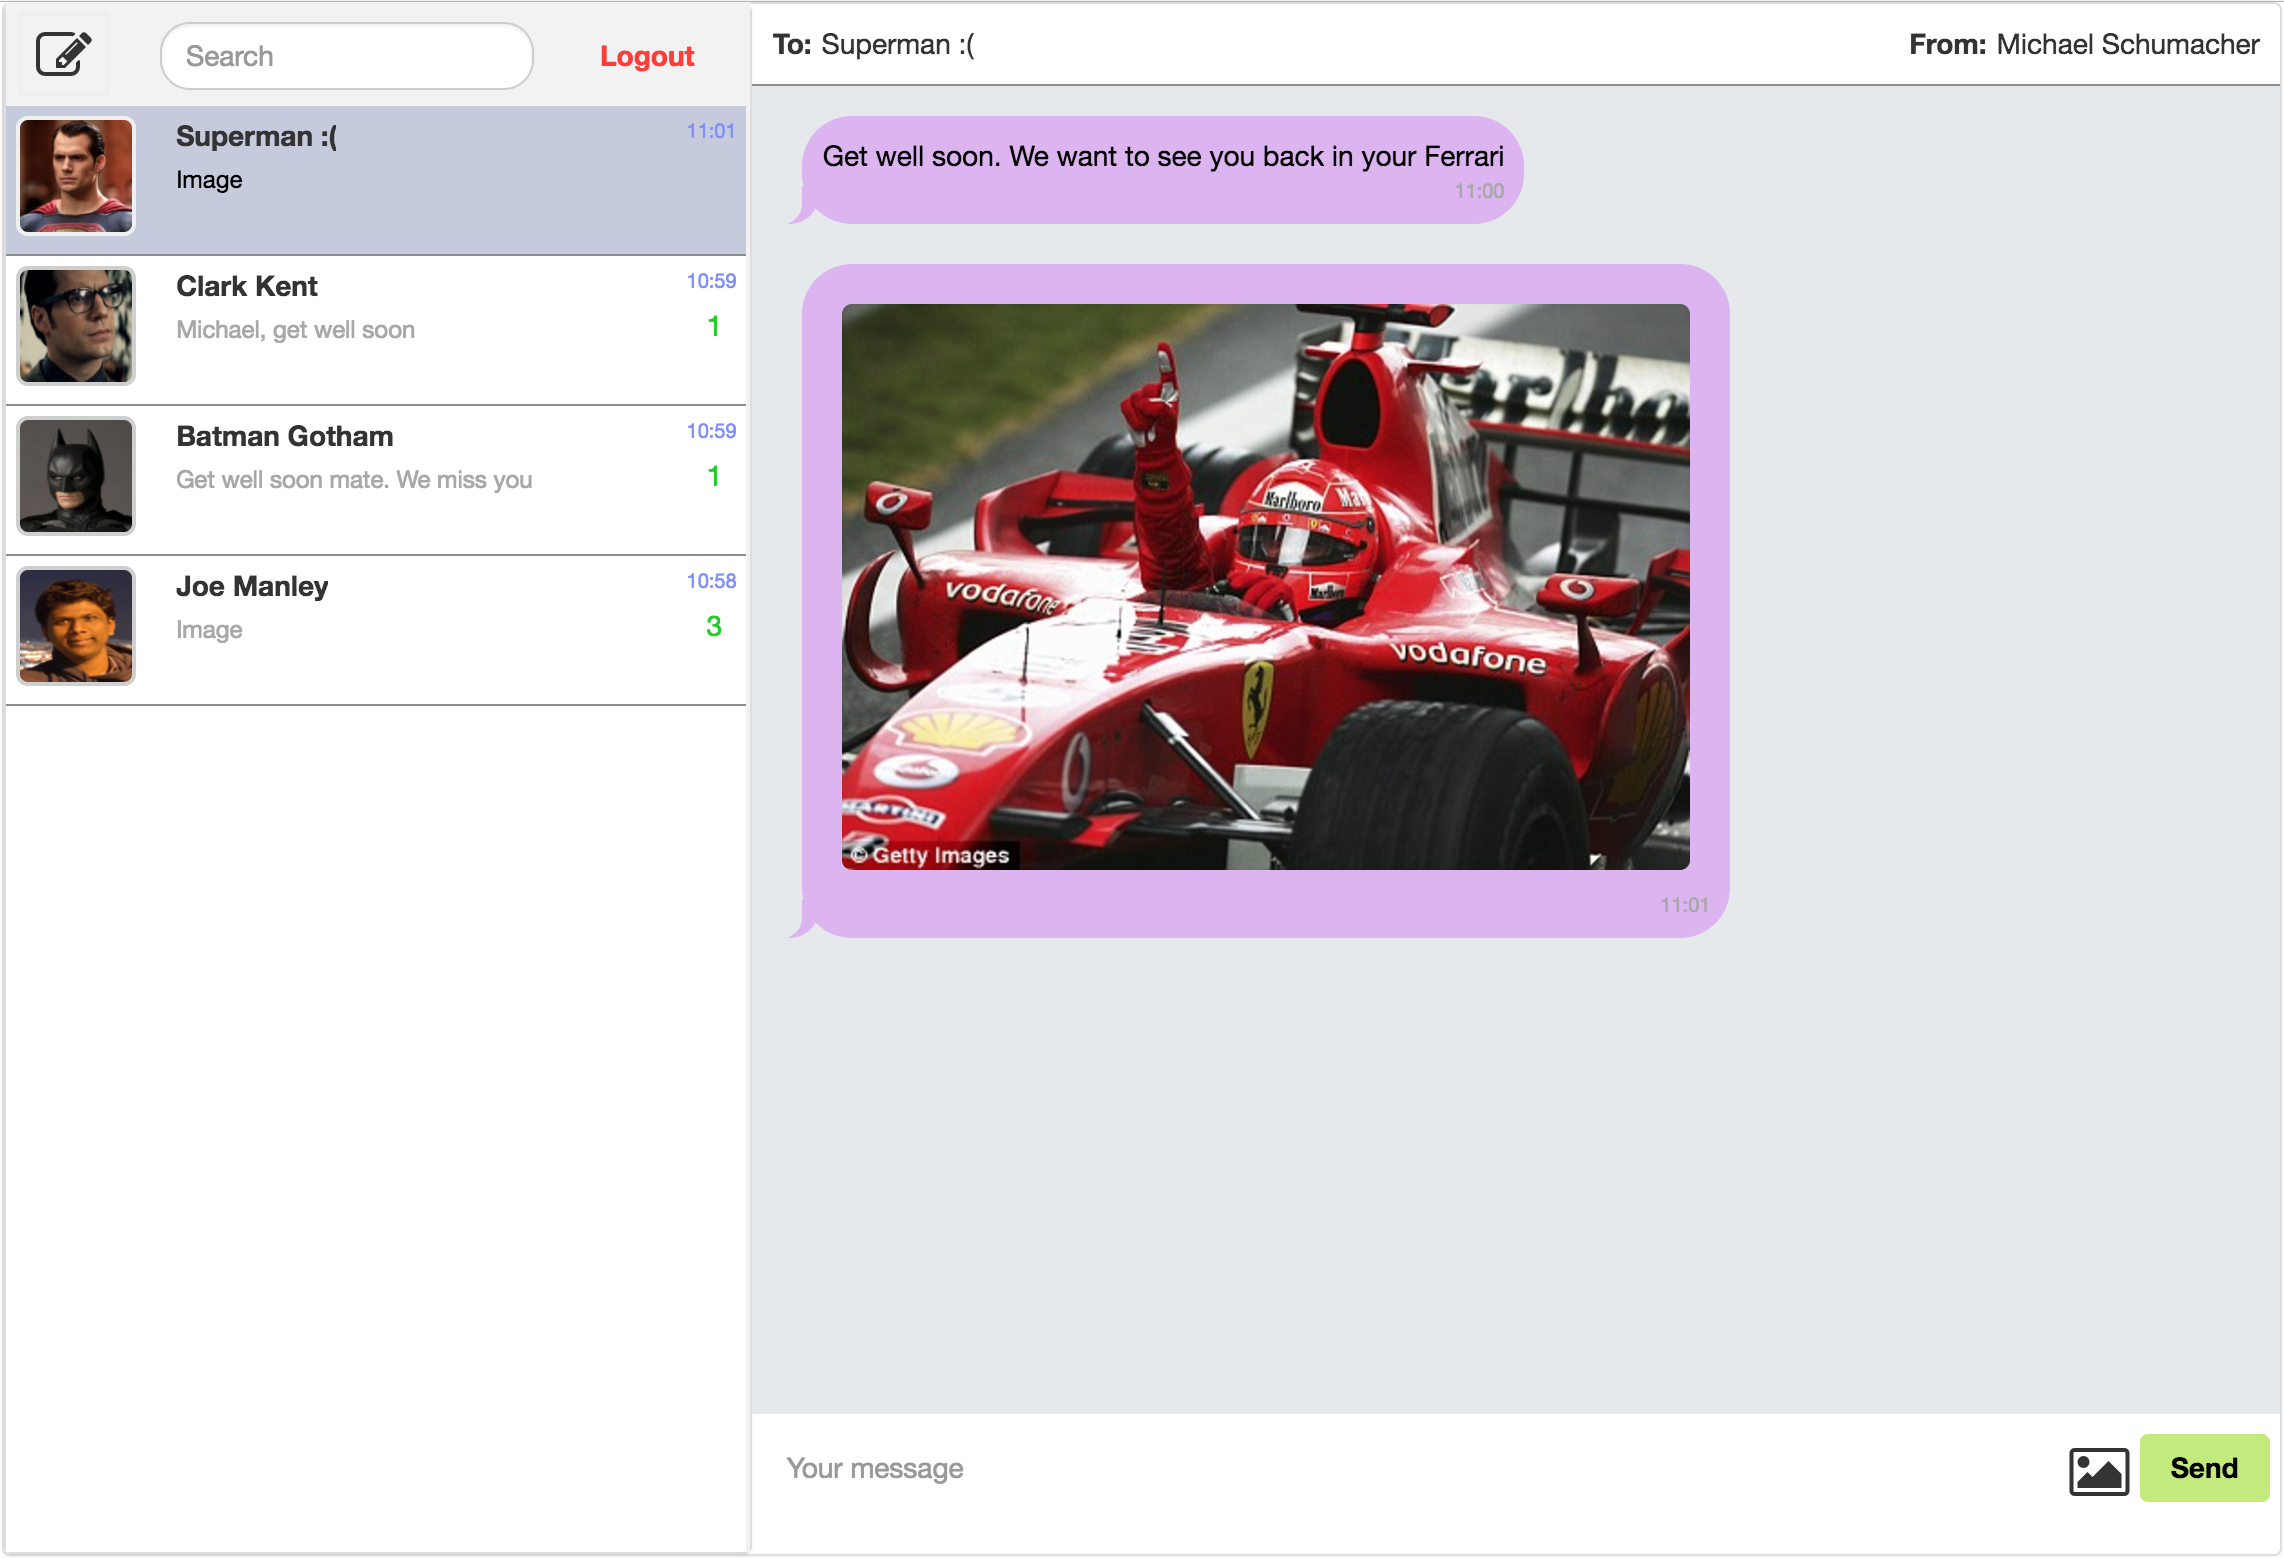 Search
Logout
Superman :(
11:01
Image
Clark Kent
10:59
Michael, get well soon
1
Batman Gotham
10:59
Get well soon mate. We miss you
1
Joe Manley
10:58
Image
3
To: Superman :(
From: Michael Schumacher
Get well soon. We want to see you back in your Ferrari
11:00
Marlboro
vodafone
vodafone
© Getty Images
11:01
Your message
Send